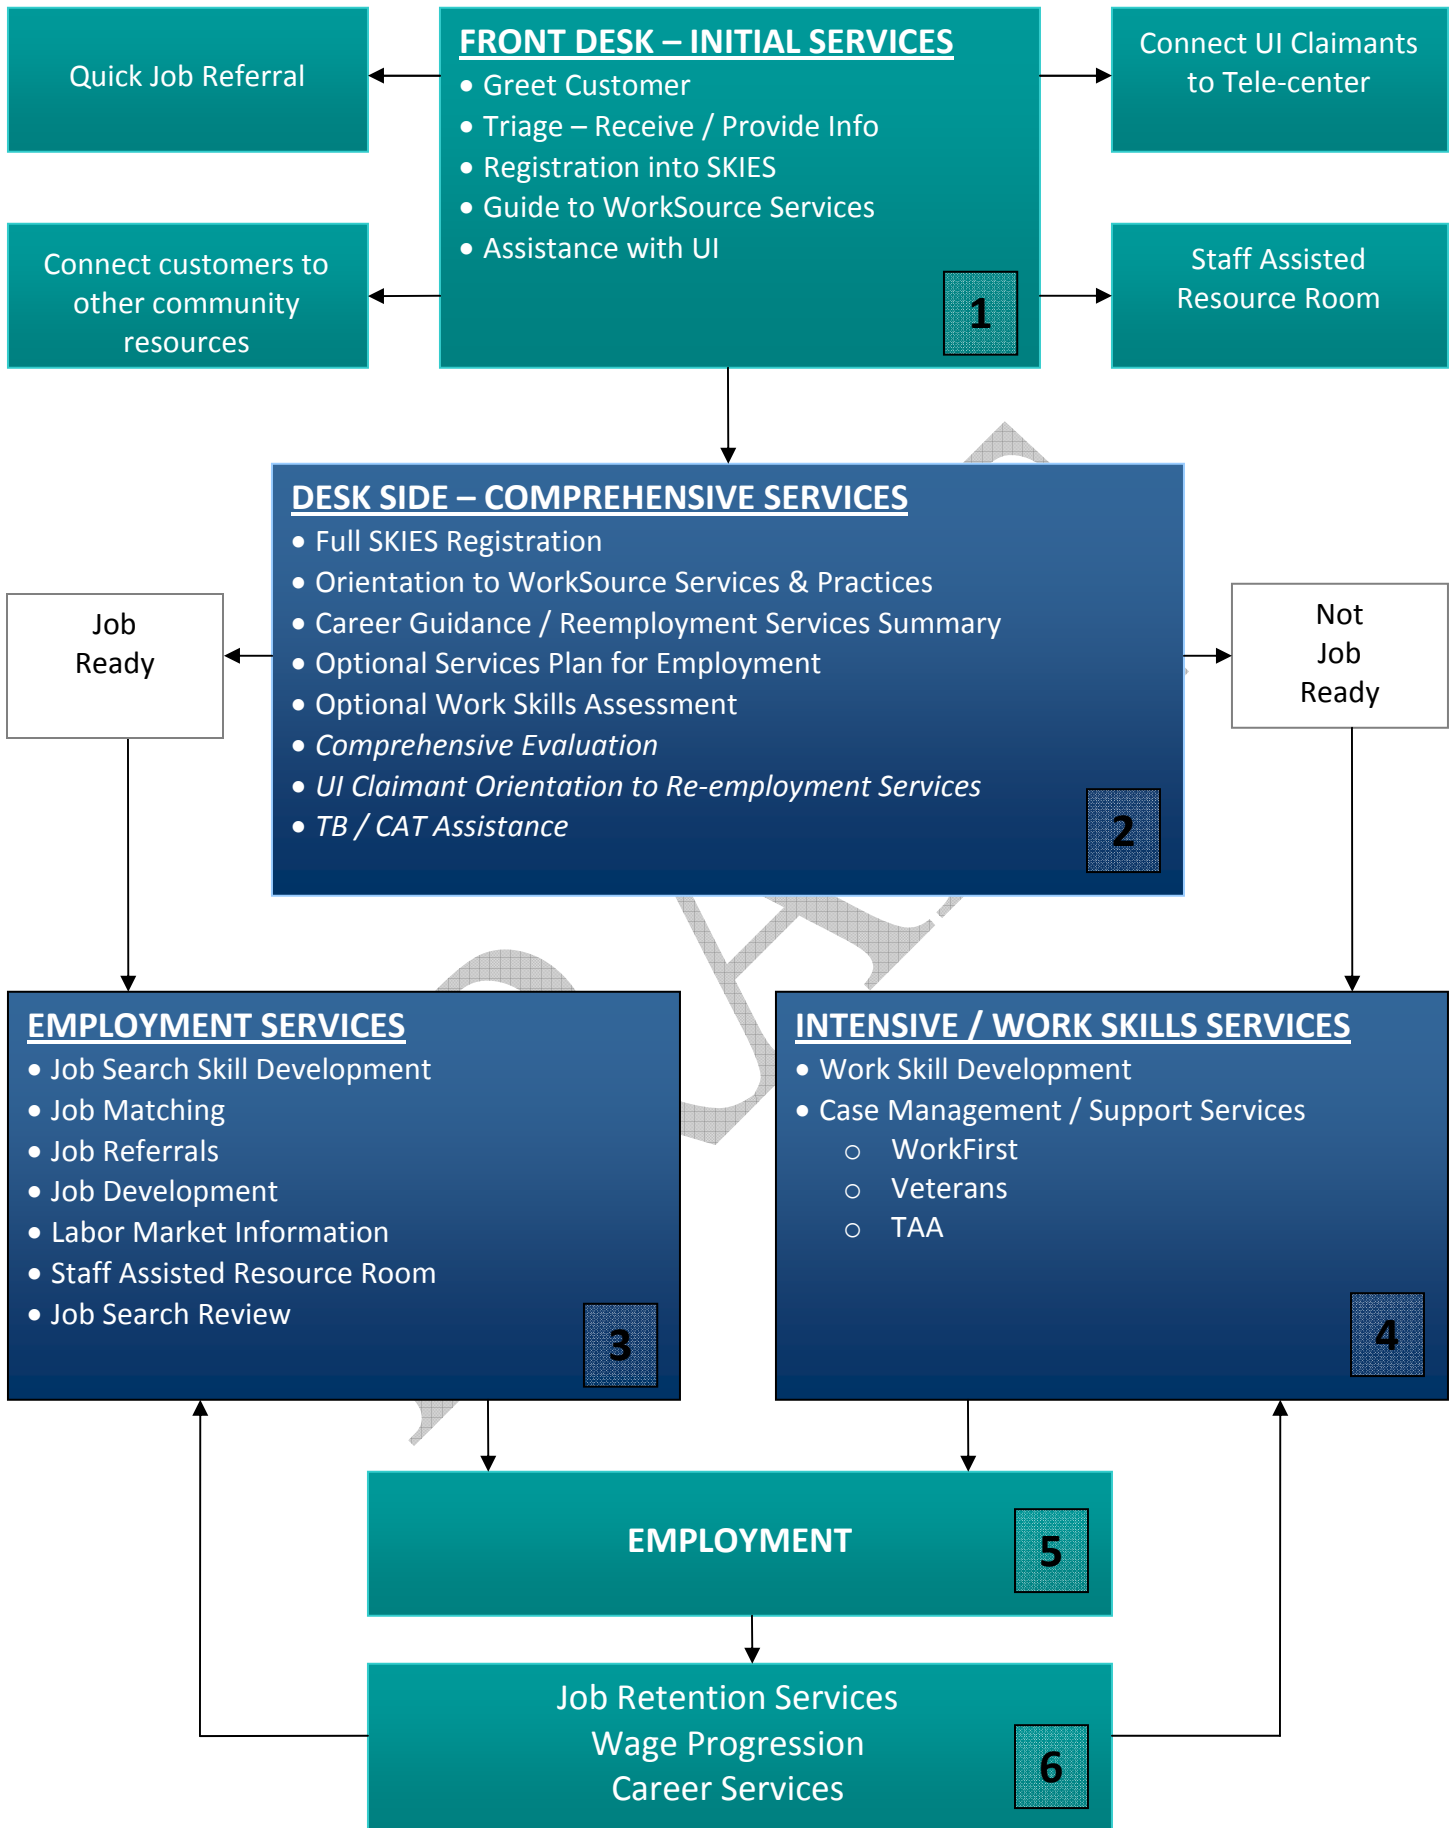 Quick Job Referral
FRONT DESK – INITIAL SERVICES
• Greet Customer
• Triage – Receive / Provide Info
• Registration into SKIES
• Guide to WorkSource Services
• Assistance with UI
1
Connect UI Claimants
to Tele-center
Connect customers to
other community
resources
Staff Assisted
Resource Room
DESK SIDE – COMPREHENSIVE SERVICES
• Full SKIES Registration
• Orientation to WorkSource Services & Practices
• Career Guidance / Reemployment Services Summary
• Optional Services Plan for Employment
• Optional Work Skills Assessment
• Comprehensive Evaluation
• UI Claimant Orientation to Re-employment Services
• TB / CAT Assistance
2
Job
Ready
Not
Job
Ready
EMPLOYMENT SERVICES
• Job Search Skill Development
• Job Matching
• Job Referrals
• Job Development
• Labor Market Information
• Staff Assisted Resource Room
• Job Search Review
3
INTENSIVE / WORK SKILLS SERVICES
• Work Skill Development
• Case Management / Support Services
o WorkFirst
o Veterans
o TAA
4
EMPLOYMENT
5
Job Retention Services
Wage Progression
Career Services
6